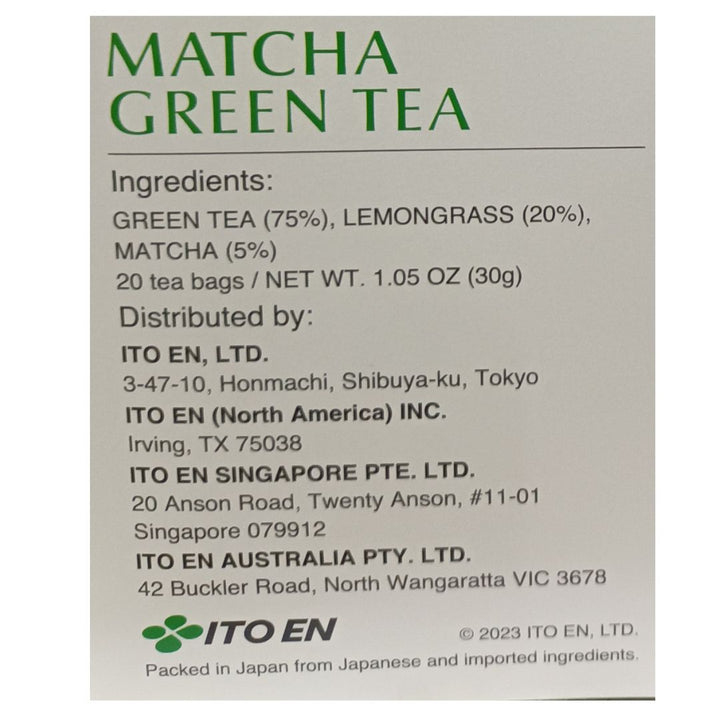 MATCHA
GREEN TEA
Ingredients:
GREEN TEA (75%), LEMONGRASS (20%),
MATCHA (5%)
20 tea bags / NET WT. 1.05 OZ (30g)
Distributed by:
ITO EN, LTD.
3-47-10, Honmachi, Shibuya-ku, Tokyo
ITO EN (North America) INC.
Irving, TX 75038
ITO EN SINGAPORE PTE. LTD.
20 Anson Road, Twenty Anson, #11-01
Singapore 079912
ITO EN AUSTRALIA PTY. LTD.
42 Buckler Road, North Wangaratta VIC 3678
ITO EN © 2023 ITO EN, LTD.
Packed in Japan from Japanese and imported ingredients.